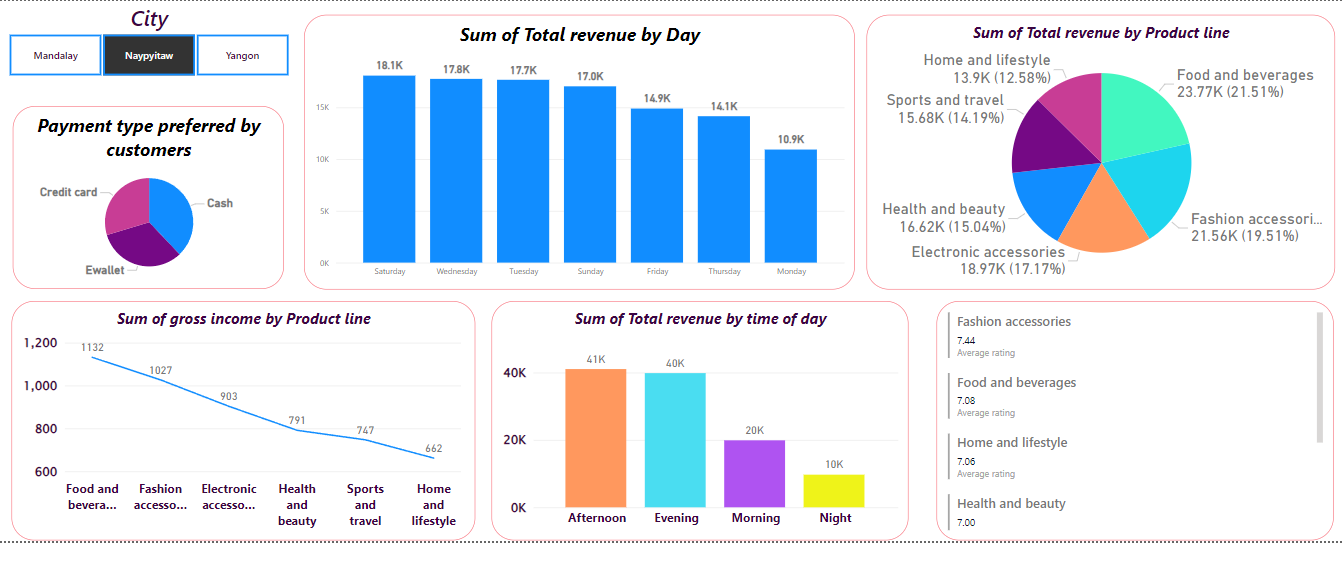 City
Mandalay
Naypyitaw
Yangon
Payment type preferred by
customers
Credit card
Cash
Ewallet
Sum of Total revenue by Day
18.1K
17.8K
17.7K
17.0K
14.9K
14.1K
10.9K
15K
10K
5K
0K
Saturday
Wednesday
Tuesday
Sunday
Friday
Thursday
Monday
Sum of Total revenue by Product line
Home and lifestyle
13.9K (12.58%)
Food and beverages
23.77K (21.51%)
Sports and travel
15.68K (14.19%)
Health and beauty
16.62K (15.04%)
Fashion accessori...
21.56K (19.51%)
Electronic accessories
18.97K (17.17%)
Sum of gross income by Product line
1,200
1,000
800
600
1132
1027
903
791
747
662
Food and
bevera...
Fashion
accesso...
Electronic
accesso...
Health
and
beauty
Sports
and
travel
Home
and
lifestyle
Sum of Total revenue by time of day
40K
20K
0K
41K
40K
20K
10K
Afternoon
Evening
Morning
Night
Fashion accessories
7.44
Average rating
Food and beverages
7.08
Average rating
Home and lifestyle
7.06
Average rating
Health and beauty
7.00